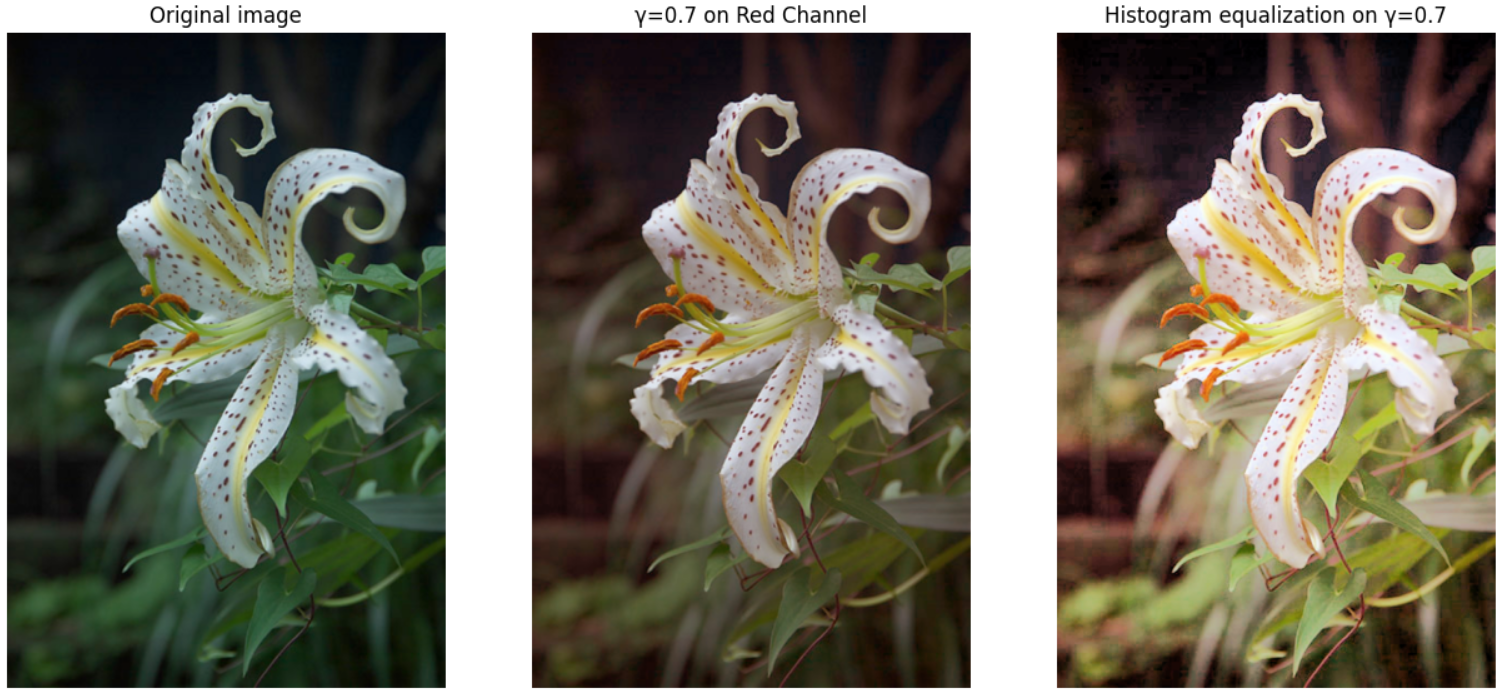 Original image
γ=0.7 on Red Channel
Histogram equalization on γ=0.7